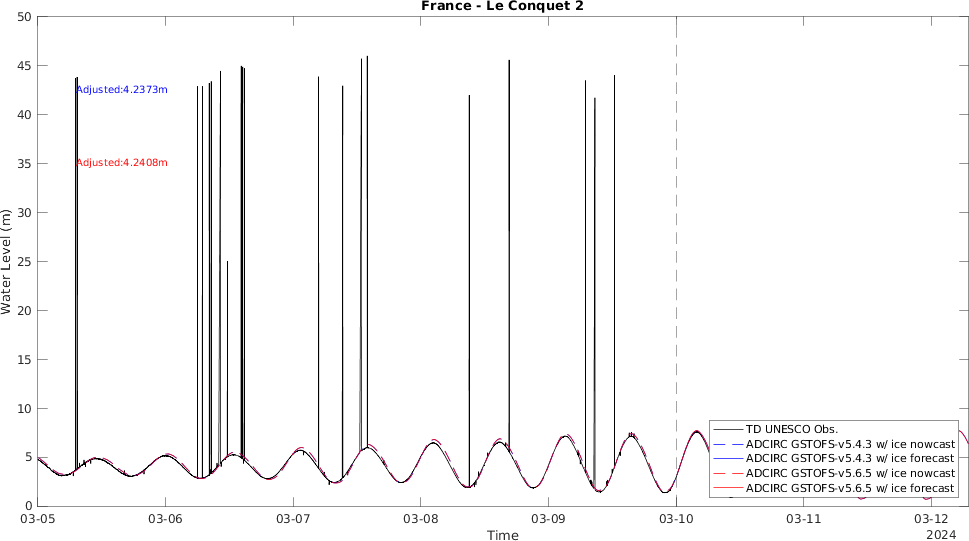 France - Le Conquet 2
50
45
40
35
30
25
20
15
10
5
0
Water Level (m)
Adjusted:4.2373m
Adjusted:4.2408m
TD UNESCO Obs.
ADCIRC GSTOFS-v5.4.3 w/ ice nowcast
ADCIRC GSTOFS-v5.4.3 w/ ice forecast
ADCIRC GSTOFS-v5.6.5 w/ ice nowcast
ADCIRC GSTOFS-v5.6.5 w/ ice forecast
03-05 03-06 03-07 03-08 03-09 03-10 03-11 03-12
Time
2024